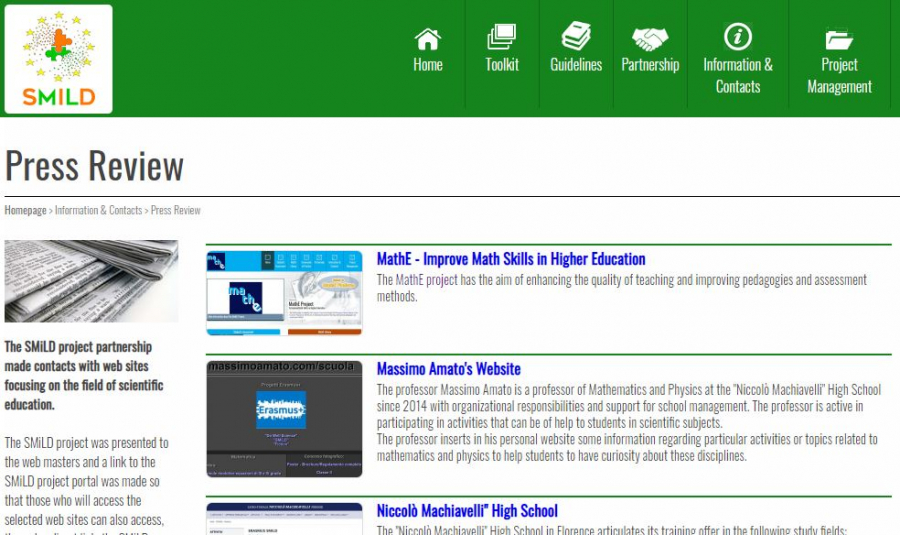 SMILD
Home
Toolkit
Guidelines
Partnership
Information &
Contacts
Project
Management
Press Review
Homepage > Information & Contacts > Press Review
The SMiLD project partnership
made contacts with web sites
focusing on the field of scientific
education.
The SMiLD project was presented to
the web masters and a link to the
SMiLD project portal was made so
that those who will access the
selected web sites can also access,
mathe
MathE Project
MathE - Improve Math Skills in Higher Education
The MathE project has the aim of enhancing the quality of teaching and improving pedagogies and assessment
methods.
massimoamato.com/scuola
Progetti Erasmus+
Erasmus+
Massimo Amato's Website
The professor Massimo Amato is a professor of Mathematics and Physics at the "Niccolò Machiavelli" High School
since 2014 with organizational responsibilities and support for school management. The professor is active in
participating in activities that can be of help to students in scientific subjects.
The professor inserts in his personal website some information regarding particular activities or topics related to
mathematics and physics to help students to have curiosity about these disciplines.
Niccolò Machiavelli" High School
The "Niccolò Machiavelli" High School in Florence articulates its training offer in the following study fields: